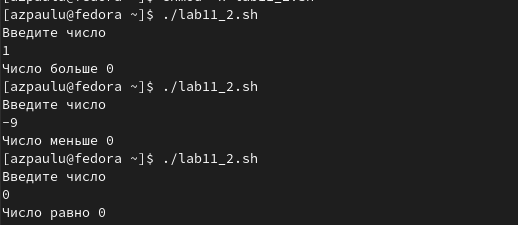 [azpaulu@fedora ~]$ ./lab11_2.sh
Введите число
1
Число больше 0
[azpaulu@fedora ~]$ ./lab11_2.sh
Введите число
-9
Число меньше 0
[azpaulu@fedora ~]$ ./lab11_2.sh
Введите число
0
Число равно 0